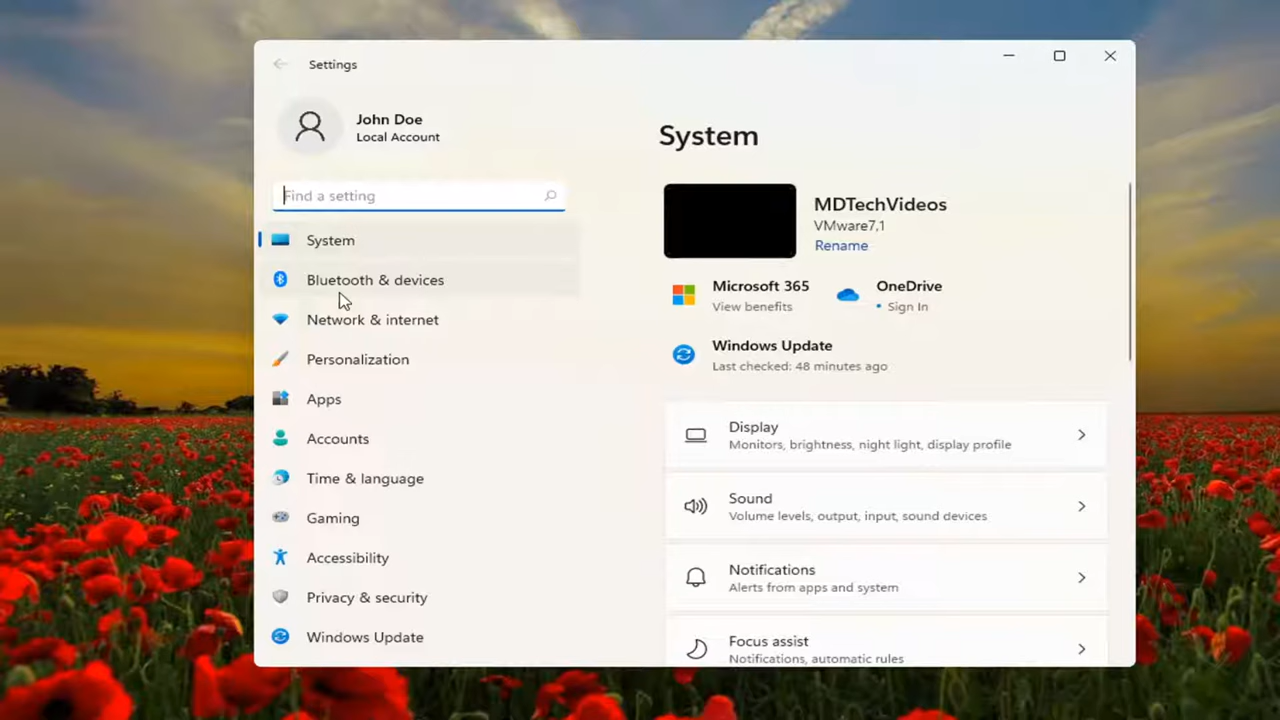 Settings
John Doe
Local Account
Find a setting
System
Bluetooth & devices
Network & internet
Personalization
Apps
Accounts
Time & language
Gaming
Accessibility
Privacy & security
Windows Update
System
MDTechVideos
VMware7,1
Rename
Microsoft 365
View benefits
OneDrive
• Sign In
Windows Update
Last checked: 48 minutes ago
Display
Monitors, brightness, night light, display profile
Sound
Volume levels, output, input, sound devices
Notifications
Alerts from apps and system
Focus assist
Notifications, automatic rules